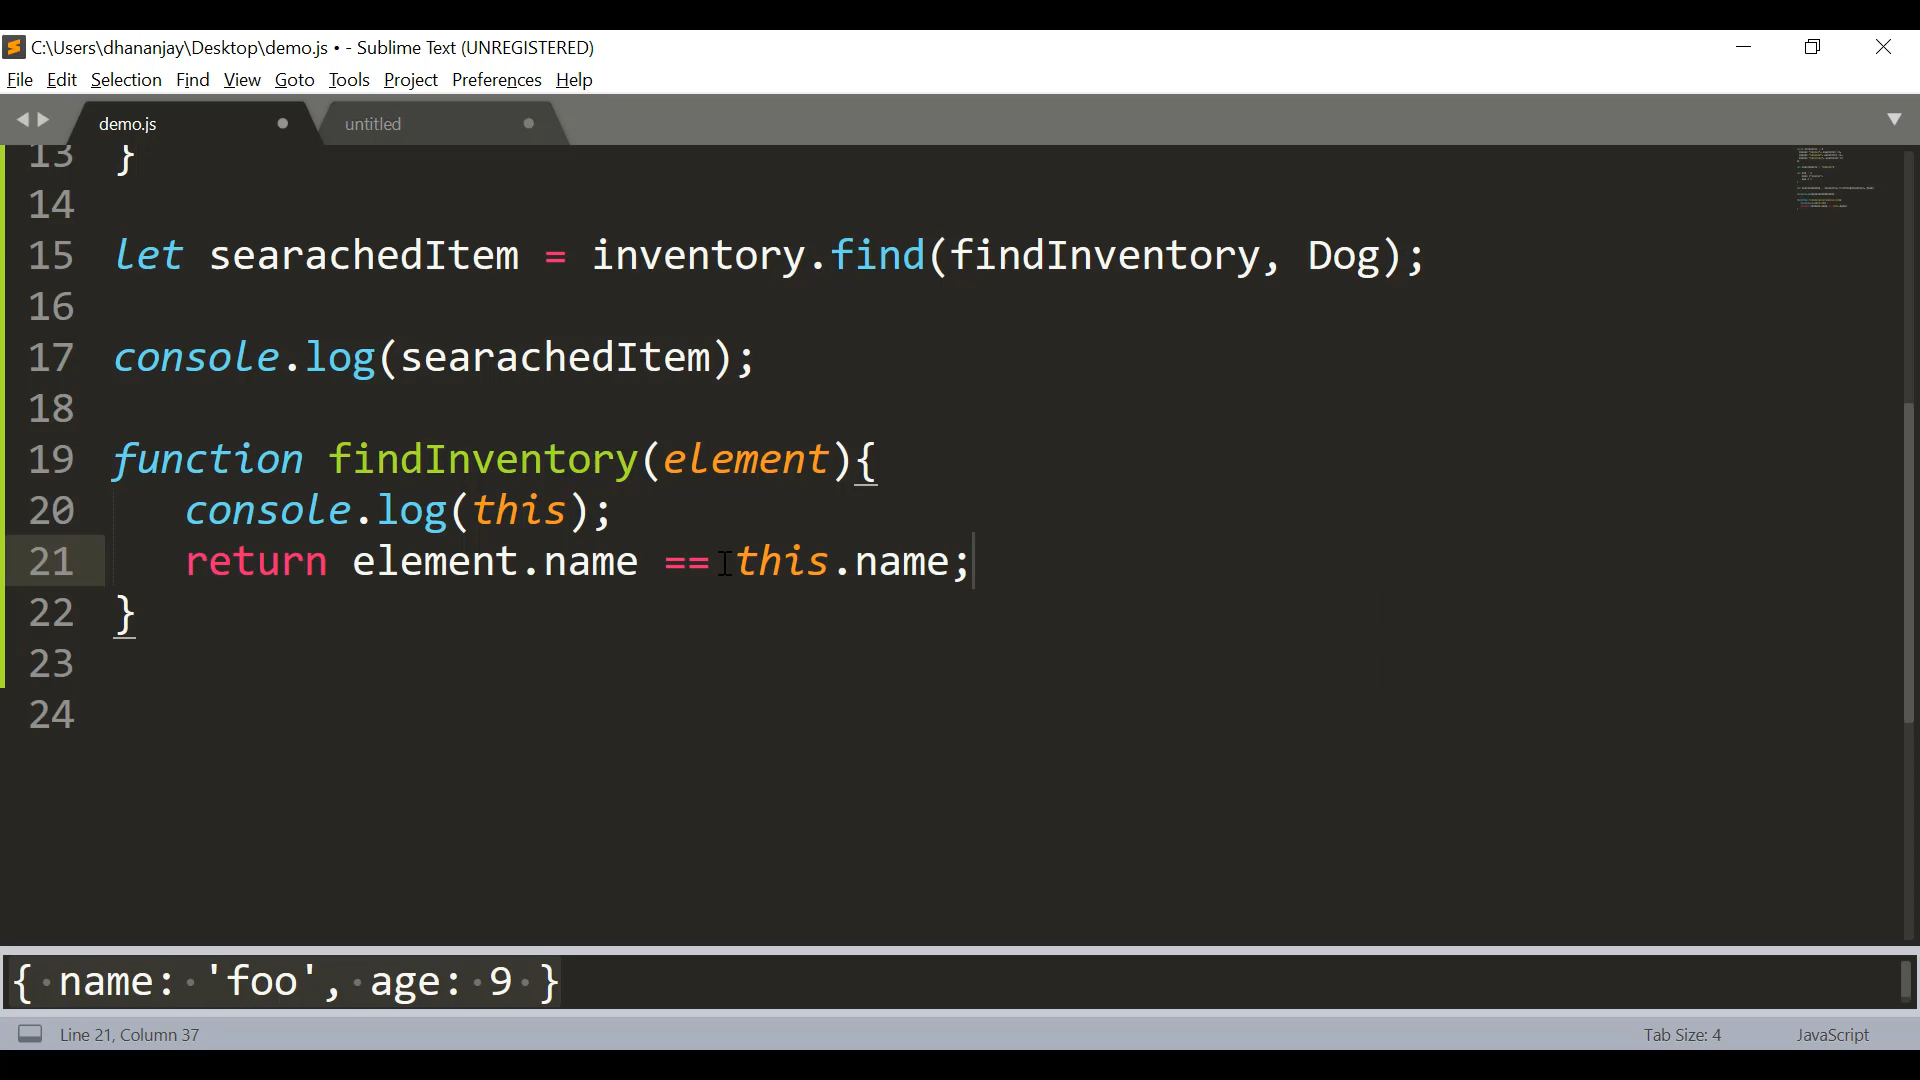 C:\Users\dhananjay\Desktop\demo.js • - Sublime Text (UNREGISTERED)
File Edit Selection Find View Goto Tools Project Preferences Help
demo.js untitled
13 }
14
15 let searachedItem = inventory.find(findInventory, Dog);
16
17 console.log(searachedItem);
18
19 function findInventory(element){
20 console.log(this);
21 return element.name == this.name;
22 }
23
24
{ name: 'foo', age: 9 }
Line 21, Column 37 Tab Size: 4 JavaScript